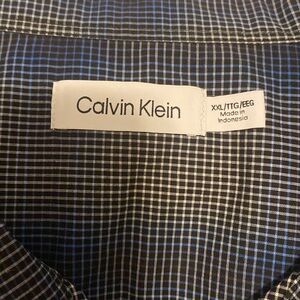 Calvin Klein
XXL/TTG/EEG
Made in
Indonesia